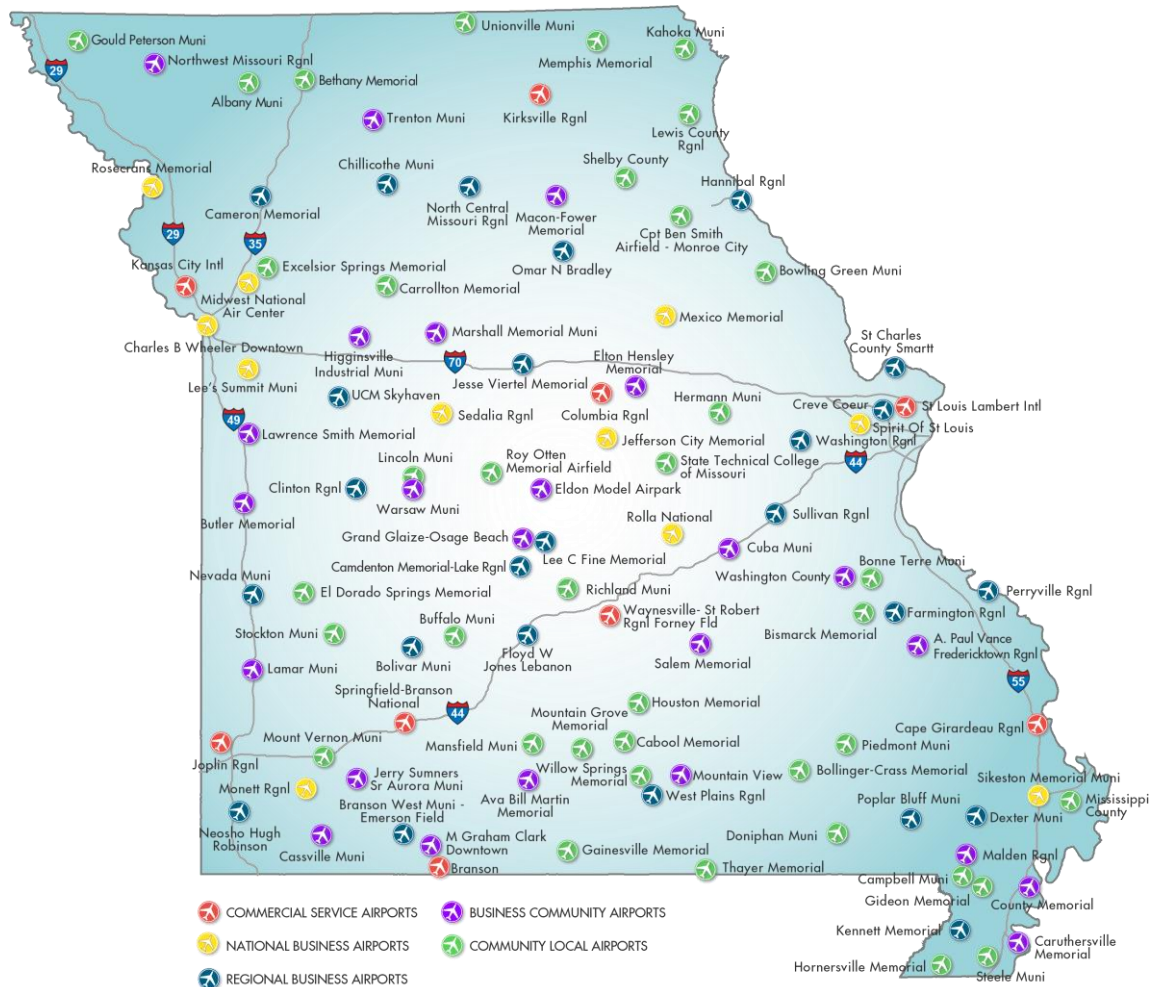 Unionville Muni
Kahoka Muni
Gould Peterson Muni
Northwest Missouri Rgnl
Memphis Memorial
29
Albany Muni
Bethany Memorial
Trenton Muni
Kirksville Rgnl
Lewis County
Rgnl
Rosecrans Memorial
Chillicothe Muni
Shelby County
Hannibal Rgnl
Cameron Memorial
North Central
Missouri Rgnl
Macon-Fower
Memorial
Cpt Ben Smith
Airfield - Monroe City
29
35
Kansas City Intl
Excelsior Springs Memorial
Omar N Bradley
Bowling Green Muni
Midwest National
Air Center
Carrollton Memorial
Mexico Memorial
Charles B Wheeler Downtown
Higginsville
Industrial Muni
Marshall Memorial Muni
70
Elton Hensley
Memorial
St Charles
County Smartt
Lee's Summit Muni
Jesse Viertel Memorial
UCM Skyhaven
Sedalia Rgnl
Columbia Rgnl
Hermann Muni
Creve Coeur
St Louis Lambert Intl
49
Lawrence Smith Memorial
Jefferson City Memorial
Spirit Of St Louis
Washington Rgnl
44
Lincoln Muni
Roy Otten
Memorial Airfield
State Technical College
of Missouri
Clinton Rgnl
Warsaw Muni
Eldon Model Airpark
Butler Memorial
Rolla National
Sullivan Rgnl
Grand Glaize-Osage Beach
Lee C Fine Memorial
Cuba Muni
Camdenton Memorial-Lake Rgnl
Bonne Terre Muni
Washington County
Nevada Muni
El Dorado Springs Memorial
Richland Muni
Perryville Rgnl
Stockton Muni
Buffalo Muni
Waynesville- St Robert
Rgnl Forney Fld
Bismarck Memorial
Farmington Rgnl
Bolivar Muni
Floyd W
Jones Lebanon
Salem Memorial
A. Paul Vance
Fredericktown Rgnl
Lamar Muni
55
Springfield-Branson
National
44
Houston Memorial
Mountain Grove
Memorial
Cape Girardeau Rgnl
Joplin Rgnl
Mount Vernon Muni
Mansfield Muni
Cabool Memorial
Piedmont Muni
Monett Rgnl
Jerry Sumners
Sr Aurora Muni
Willow Springs
Memorial
Mountain View
Bollinger-Crass Memorial
Sikeston Memorial Muni
Ava Bill Martin
Memorial
West Plains Rgnl
Poplar Bluff Muni
Mississippi
County
Neosho Hugh
Robinson
Branson West Muni -
Emerson Field
Dexter Muni
Cassville Muni
M Graham Clark
Downtown
Gainesville Memorial
Doniphan Muni
Malden Rgnl
Branson
Thayer Memorial
Campbell Muni
Gideon Memorial
County Memorial
Kennett Memorial
Caruthersville
Memorial
Hornersville Memorial
Steele Muni
COMMERCIAL SERVICE AIRPORTS
BUSINESS COMMUNITY AIRPORTS
NATIONAL BUSINESS AIRPORTS
COMMUNITY LOCAL AIRPORTS
REGIONAL BUSINESS AIRPORTS